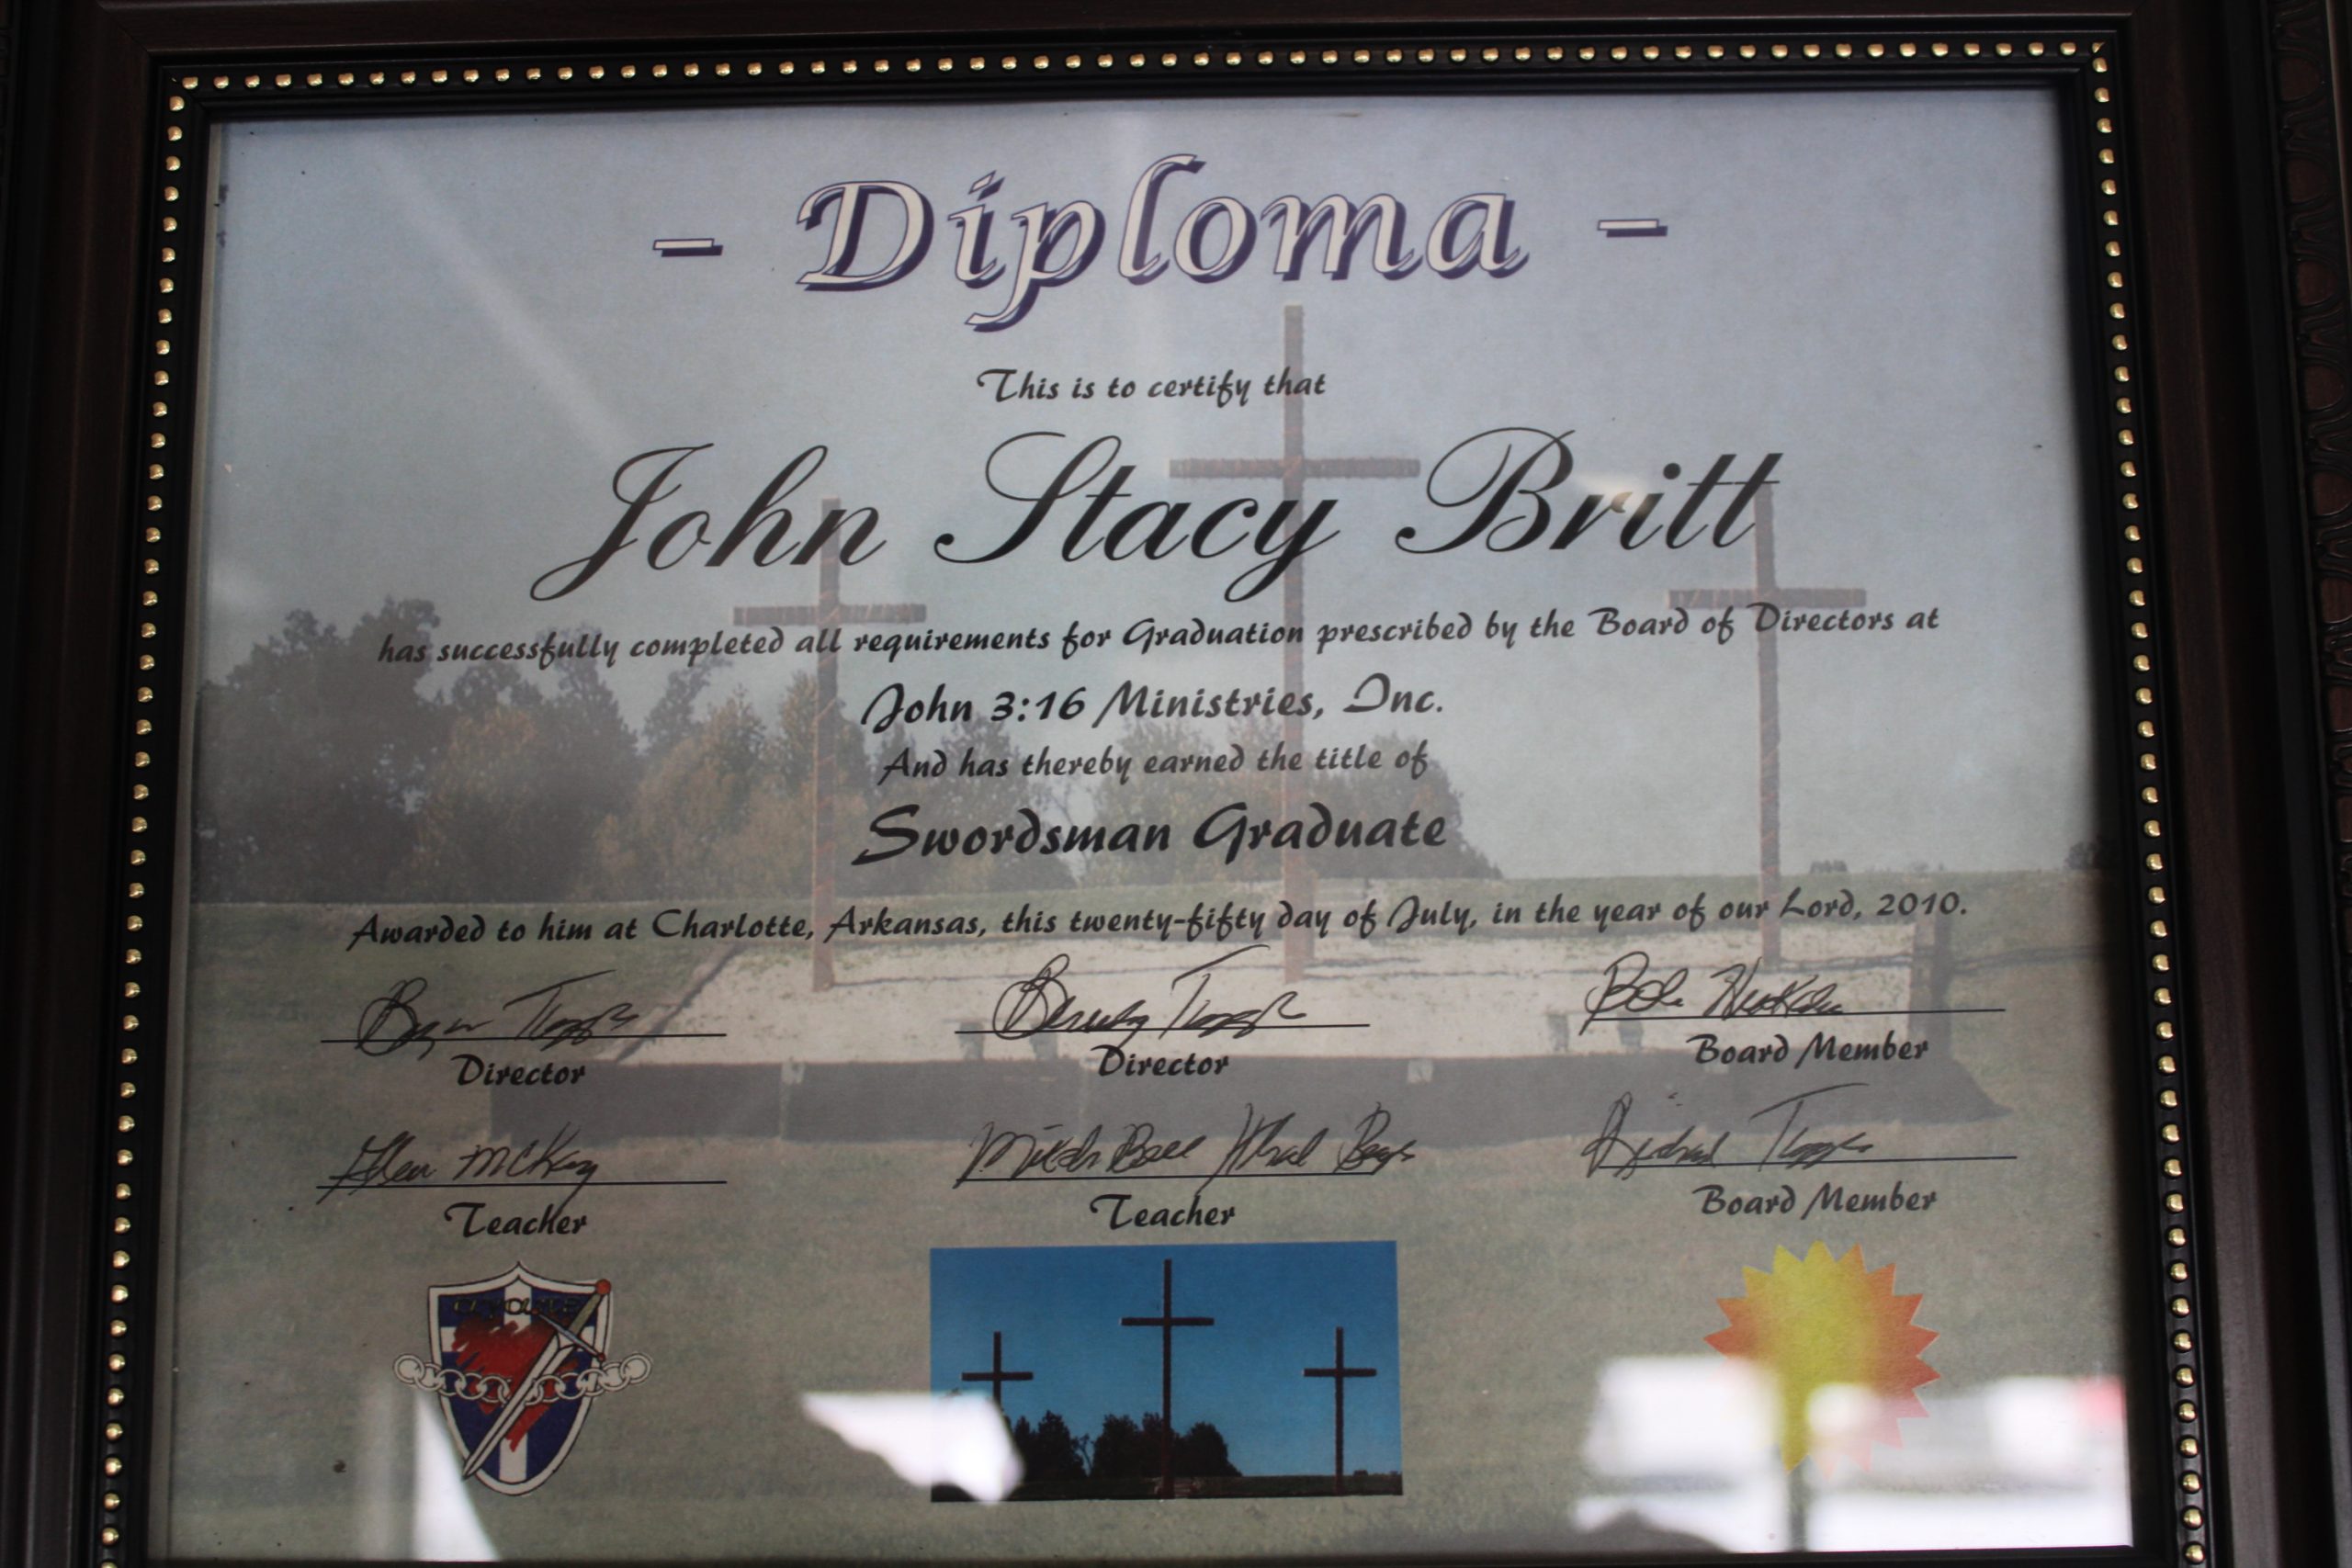 - Diploma -
This is to certify that
John Stacy Britt
has successfully completed all requirements for Graduation prescribed by the Board of Directors at
John 3:16 Ministries, Inc.
And has thereby earned the title of
Swordsman Graduate
Awarded to him at Charlotte, Arkansas, this twenty-fifty day of July, in the year of our Lord, 2010.
Director
Director
Board Member
Glen McKay
Teacher
Teacher
Board Member